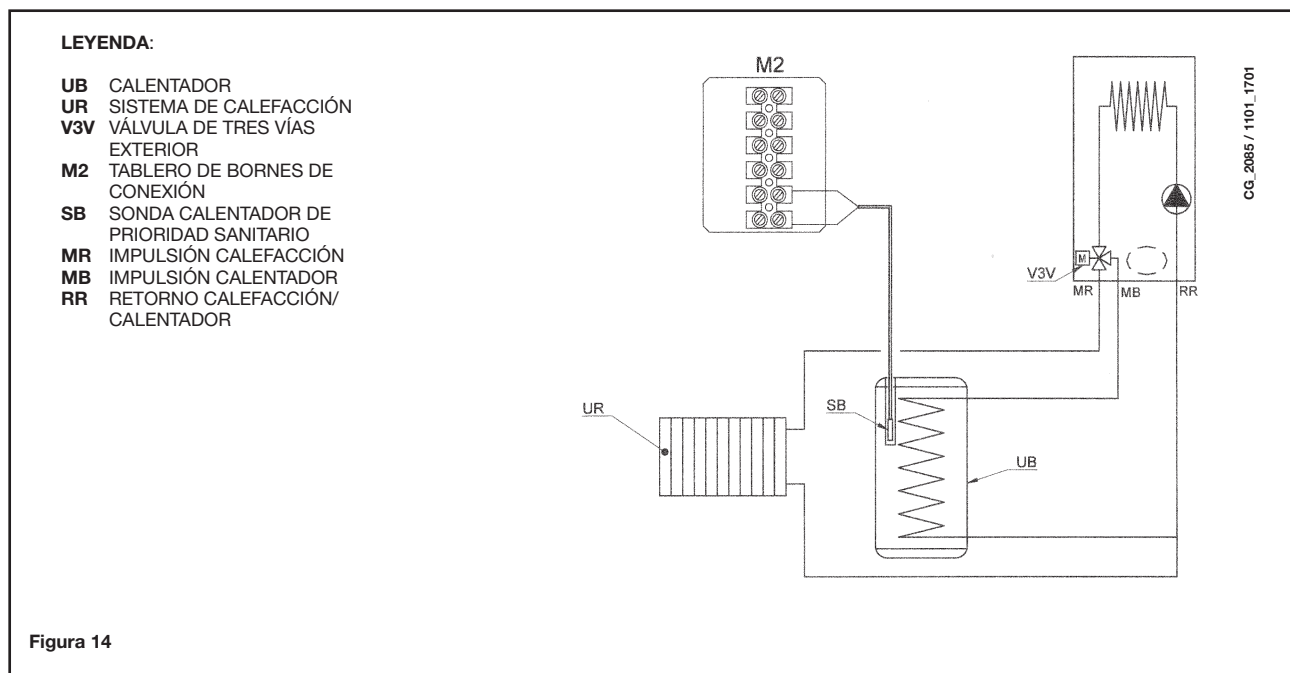 LEYENDA:
UB CALENTADOR
UR SISTEMA DE CALEFACCIÓN
V3V VÁLVULA DE TRES VÍAS
EXTERIOR
M2 TABLERO DE BORNES DE
CONEXIÓN
SB SONDA CALENTADOR DE
PRIORIDAD SANITARIO
MR IMPULSIÓN CALEFACCIÓN
MB IMPULSIÓN CALENTADOR
RR RETORNO CALEFACCIÓN/
CALENTADOR
M2
CG_2085 / 1101_1701
M
V3V
MR
MB
RR
UR
SB
UB
Figura 14